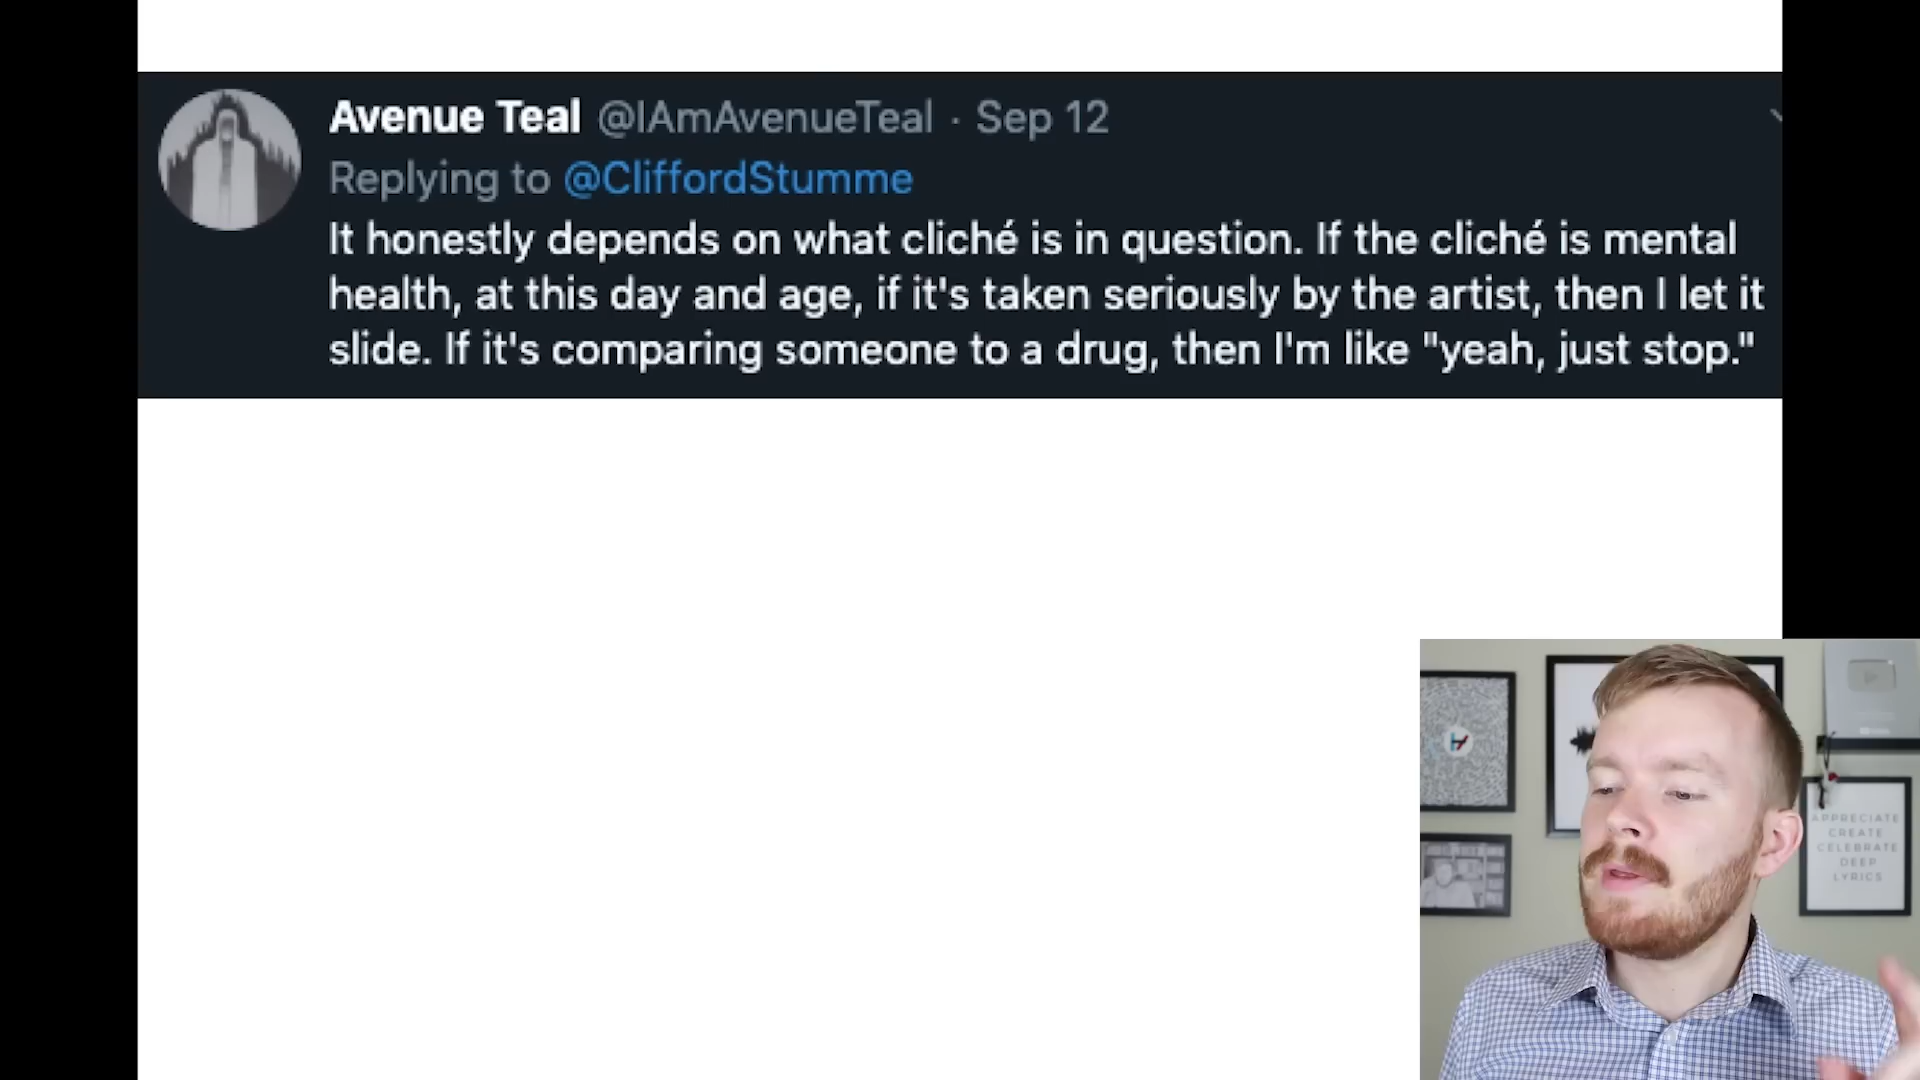 Avenue Teal @IAmAvenueTeal · Sep 12
Replying to @CliffordStumme
It honestly depends on what cliché is in question. If the cliché is mental
health, at this day and age, if it's taken seriously by the artist, then I let it
slide. If it's comparing someone to a drug, then I'm like "yeah, just stop."
APPRECIATE
CREATE
CELEBRATE
DEEP
LYRICS